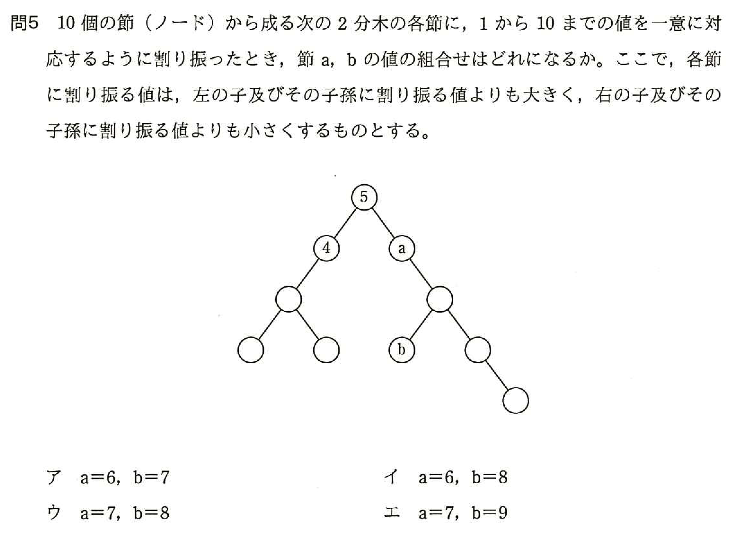 問5 10 個の節（ノード）から成る次の 2 分木の各節に，1 から 10 までの値を一意に対
応するように割り振ったとき，節 a，b の値の組合せはどれになるか。ここで，各節
に割り振る値は，左の子及びその子孫に割り振る値よりも大きく，右の子及びその
子孫に割り振る値よりも小さくするものとする。
5
4 a
b
ア a=6，b=7 イ a=6，b=8
ウ a=7，b=8 エ a=7，b=9